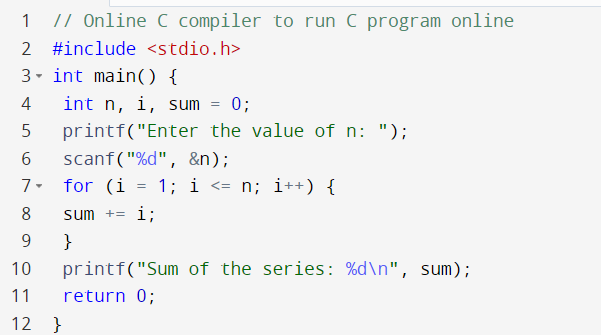 1 // Online C compiler to run C program online
2 #include <stdio.h>
3 int main() {
4 int n, i, sum = 0;
5 printf("Enter the value of n: ");
6 scanf("%d", &n);
7 for (i = 1; i <= n; i++) {
8 sum += i;
9 }
10 printf("Sum of the series: %d\n", sum);
11 return 0;
12 }